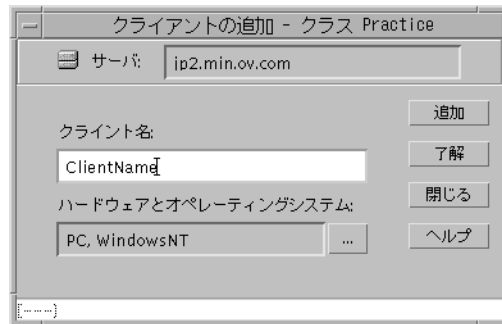 クライアントの追加 - クラス Practice
サーバ: ip2.min.ov.com
追加
クライント名:
了解
ClientName
閉じる
ハードウェアとオペレーティングシステム:
ヘルプ
PC, WindowsNT ...